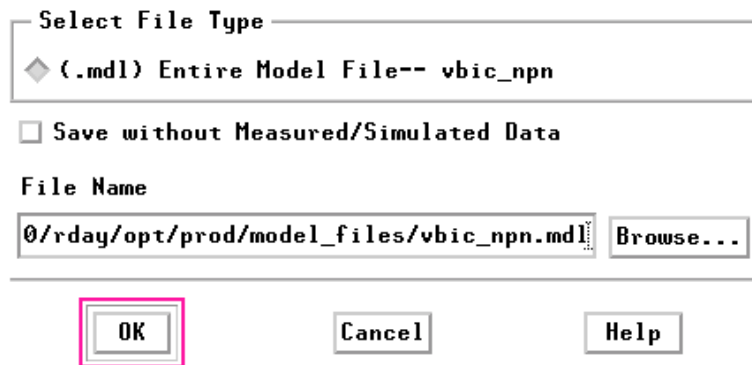 Select File Type
(.mdl) Entire Model File-- vbic_npn
Save without Measured/Simulated Data
File Name
0/rday/opt/prod/model_files/vbic_npn.mdl Browse...
OK Cancel Help